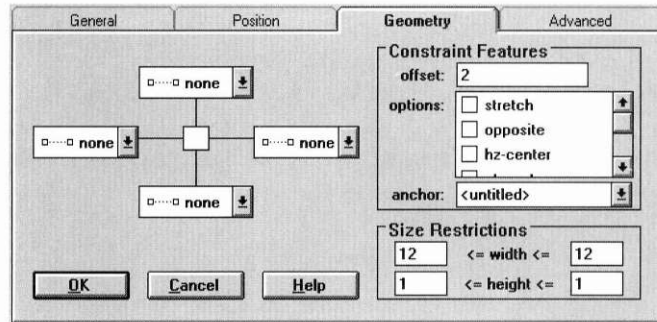 General
Position
Geometry
Advanced
none
none
none
none
OK
Cancel
Help
Constraint Features
offset: 2
options:
stretch
opposite
hz-center
anchor: <untitled>
Size Restrictions
12 <= width <= 12
1 <= height <= 1